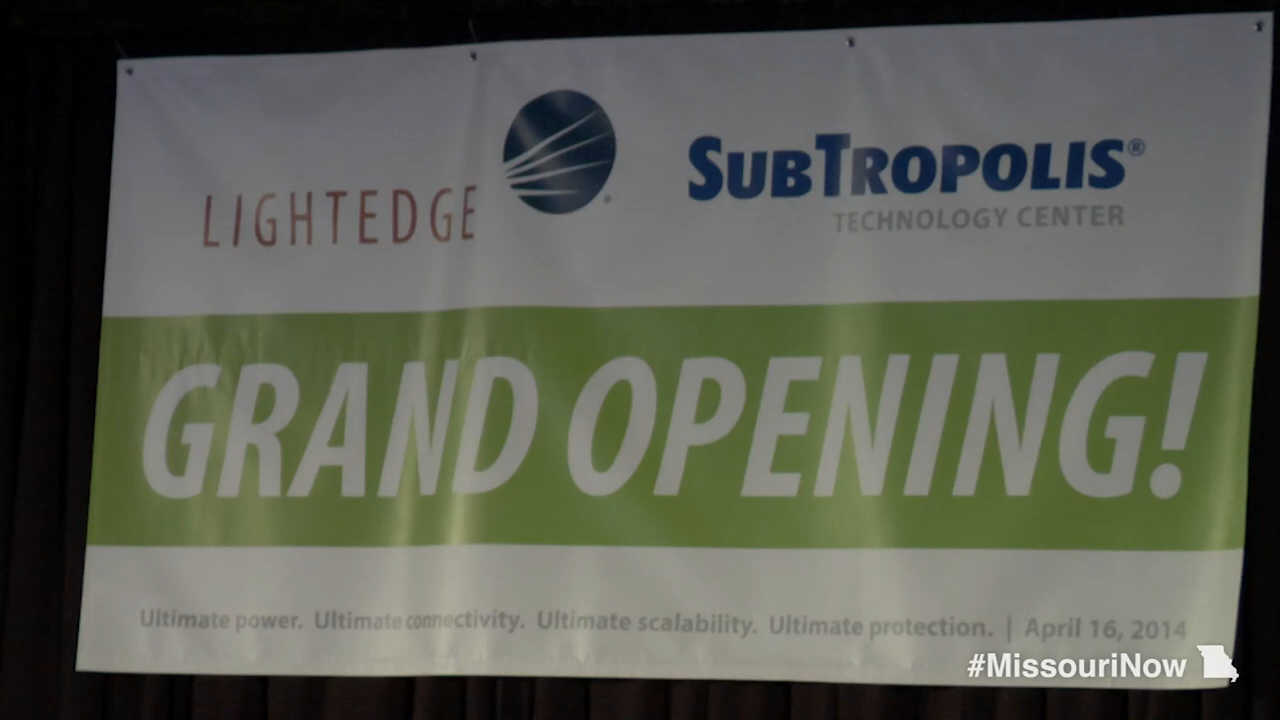 LIGHTEDGE
SUBTROPOLIS®
TECHNOLOGY CENTER
GRAND OPENING!
Ultimate power. Ultimate connectivity. Ultimate scalability. Ultimate protection. | April 16, 2014
#MissouriNow